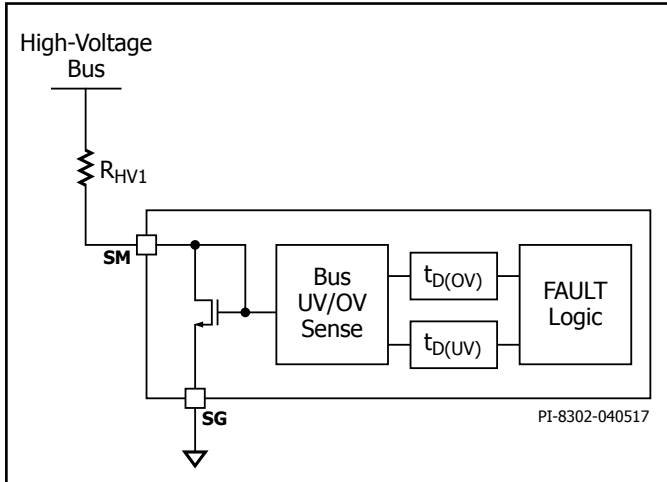 High-Voltage
Bus
R_HV1
SM
Bus
UV/OV
Sense
t_D(OV)
t_D(UV)
FAULT
Logic
SG
PI-8302-040517